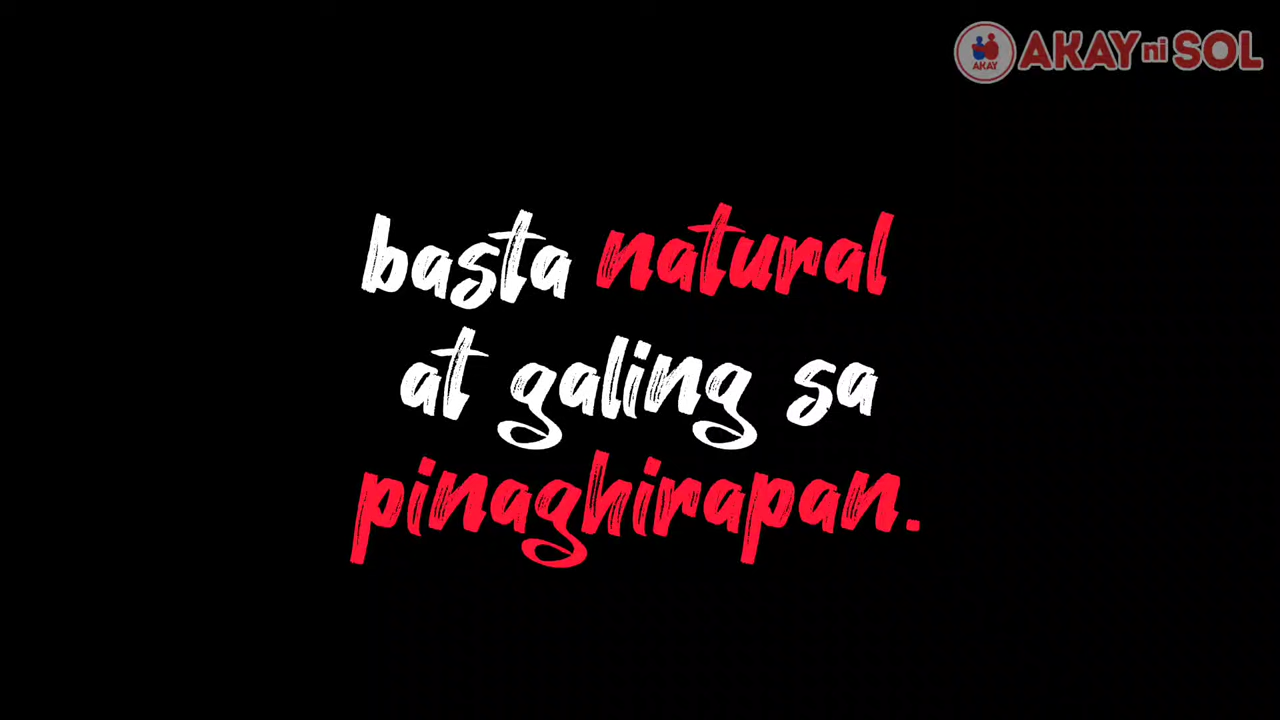 AKAY ni SOL
AKAY
basta natural
at galing sa
pinaghirapan.